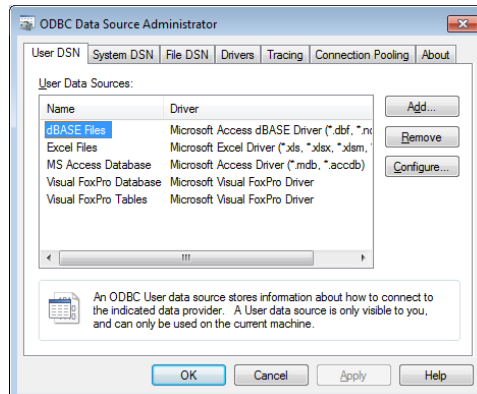 ODBC Data Source Administrator
User DSN System DSN File DSN Drivers Tracing Connection Pooling About
User Data Sources:
Name Driver
dBASE Files Microsoft Access dBASE Driver (*.dbf, *.nd
Excel Files Microsoft Excel Driver (*.xls, *.xlsx, *.xlsm, *
MS Access Database Microsoft Access Driver (*.mdb, *.accdb)
Visual FoxPro Database Microsoft Visual FoxPro Driver
Visual FoxPro Tables Microsoft Visual FoxPro Driver
Add...
Remove
Configure...
An ODBC User data source stores information about how to connect to
the indicated data provider. A User data source is only visible to you,
and can only be used on the current machine.
OK Cancel Apply Help